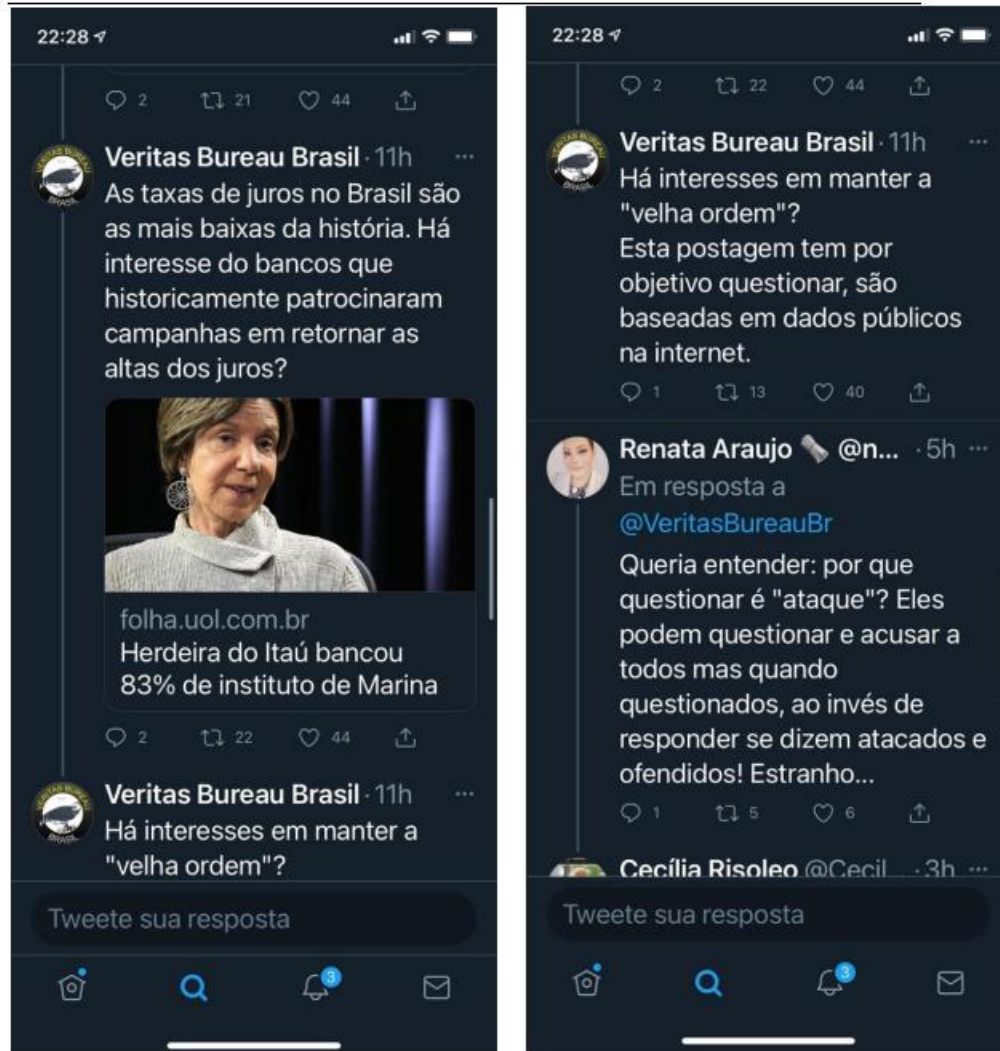 22:28
2 21 44
Veritas Bureau Brasil · 11h ...
As taxas de juros no Brasil são
as mais baixas da história. Há
interesse do bancos que
historicamente patrocinaram
campanhas em retornar as
altas dos juros?
folha.uol.com.br
Herdeira do Itaú bancou
83% de instituto de Marina
2 22 44
Veritas Bureau Brasil · 11h ...
Há interesses em manter a
"velha ordem"?
Tweete sua resposta
3
22:28
2 22 44
Veritas Bureau Brasil · 11h ...
Há interesses em manter a
"velha ordem"?
Esta postagem tem por
objetivo questionar, são
baseadas em dados públicos
na internet.
1 13 40
Renata Araujo @n... · 5h ...
Em resposta a
@VeritasBureauBr
Queria entender: por que
questionar é "ataque"? Eles
podem questionar e acusar a
todos mas quando
questionados, ao invés de
responder se dizem atacados e
ofendidos! Estranho...
1 5 6
Cecília Risoleo @Cecil... · 3h ...
Tweete sua resposta
3